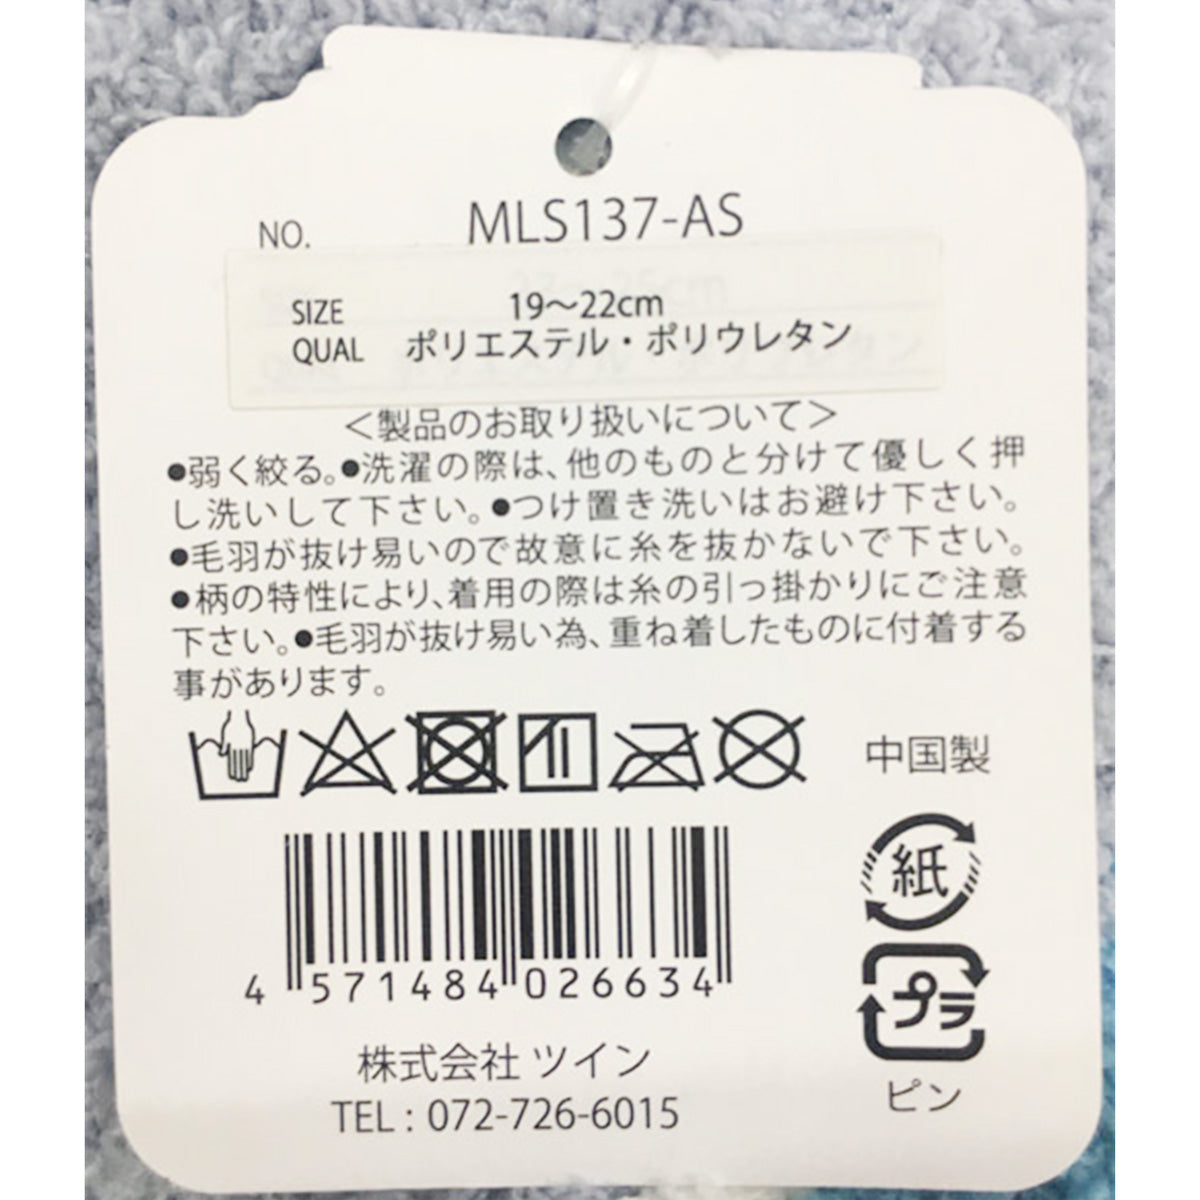 NO. MLS137-AS
SIZE 19～22cm
QUAL ポリエステル・ポリウレタン
＜製品のお取り扱いについて＞
●弱く絞る。●洗濯の際は、他のものと分けて優しく押
し洗いして下さい。●つけ置き洗いはお避け下さい。
●毛羽が抜け易いので故意に糸を抜かないで下さい。
●柄の特性により、着用の際は糸の引っ掛かりにご注意
下さい。●毛羽が抜け易い為、重ね着したものに付着する
事があります。
中国製
紙
プラ
ピン
4 571484 026634
株式会社 ツイン
TEL : 072-726-6015